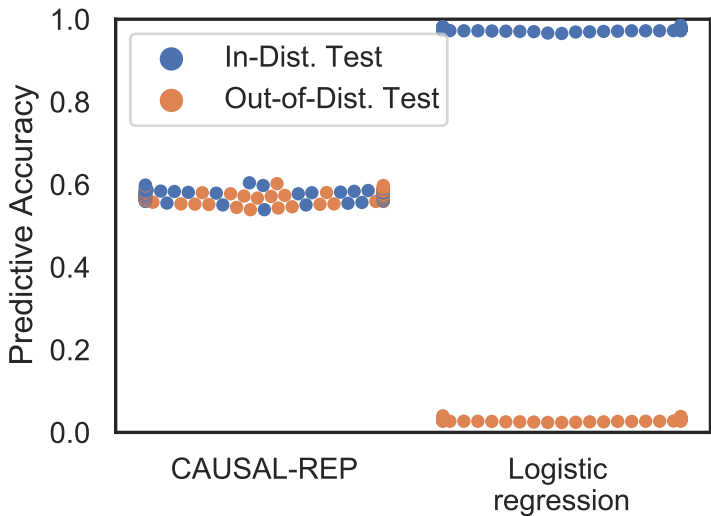 1.0
0.8
0.6
0.4
0.2
0.0
Predictive Accuracy
In-Dist. Test
Out-of-Dist. Test
CAUSAL-REP
Logistic
regression